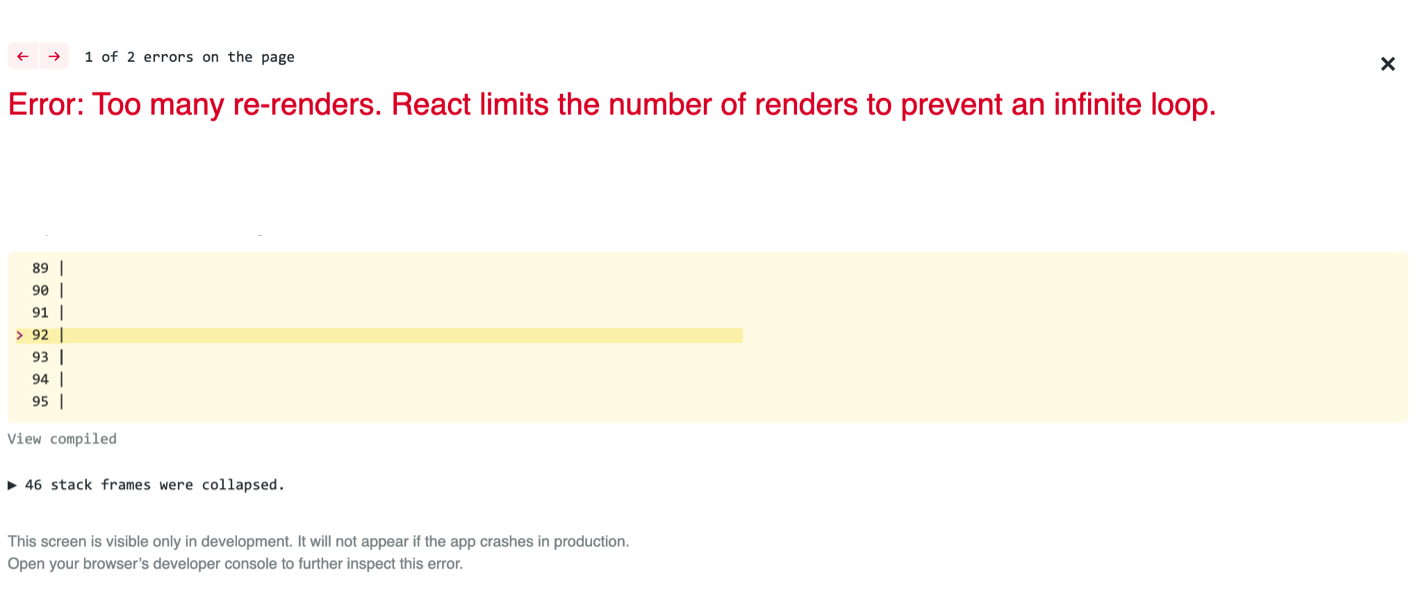 ← → 1 of 2 errors on the page
×
Error: Too many re-renders. React limits the number of renders to prevent an infinite loop.
89 |
90 |
91 |
> 92 |
93 |
94 |
95 |
View compiled
▶ 46 stack frames were collapsed.
This screen is visible only in development. It will not appear if the app crashes in production.
Open your browser’s developer console to further inspect this error.